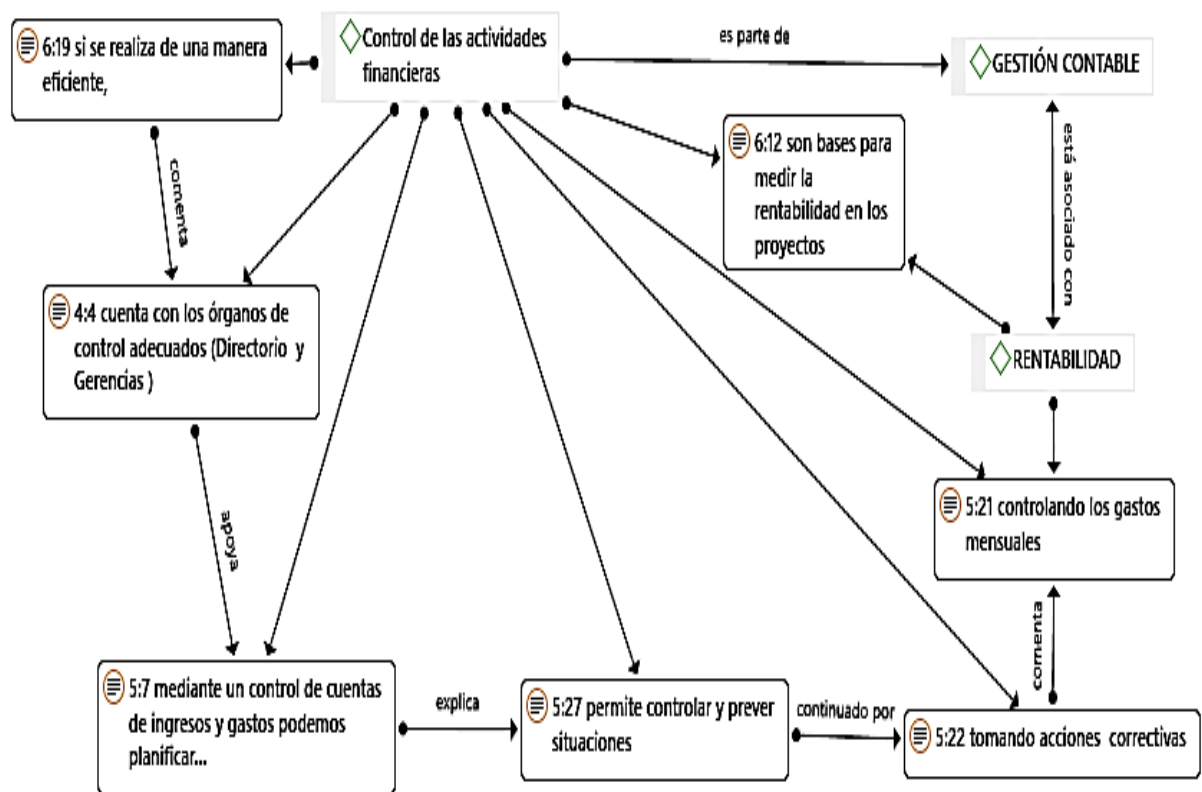 6:19 si se realiza de una manera
eficiente,
Control de las actividades
financieras
es parte de
GESTIÓN CONTABLE
6:12 son bases para
medir la
rentabilidad en los
proyectos
está asociado con
comenta
4:4 cuenta con los órganos de
control adecuados (Directorio y
Gerencias )
RENTABILIDAD
apoya
5:21 controlando los gastos
mensuales
comenta
5:7 mediante un control de cuentas
de ingresos y gastos podemos
planificar...
explica
5:27 permite controlar y prever
situaciones
continuado por
5:22 tomando acciones correctivas